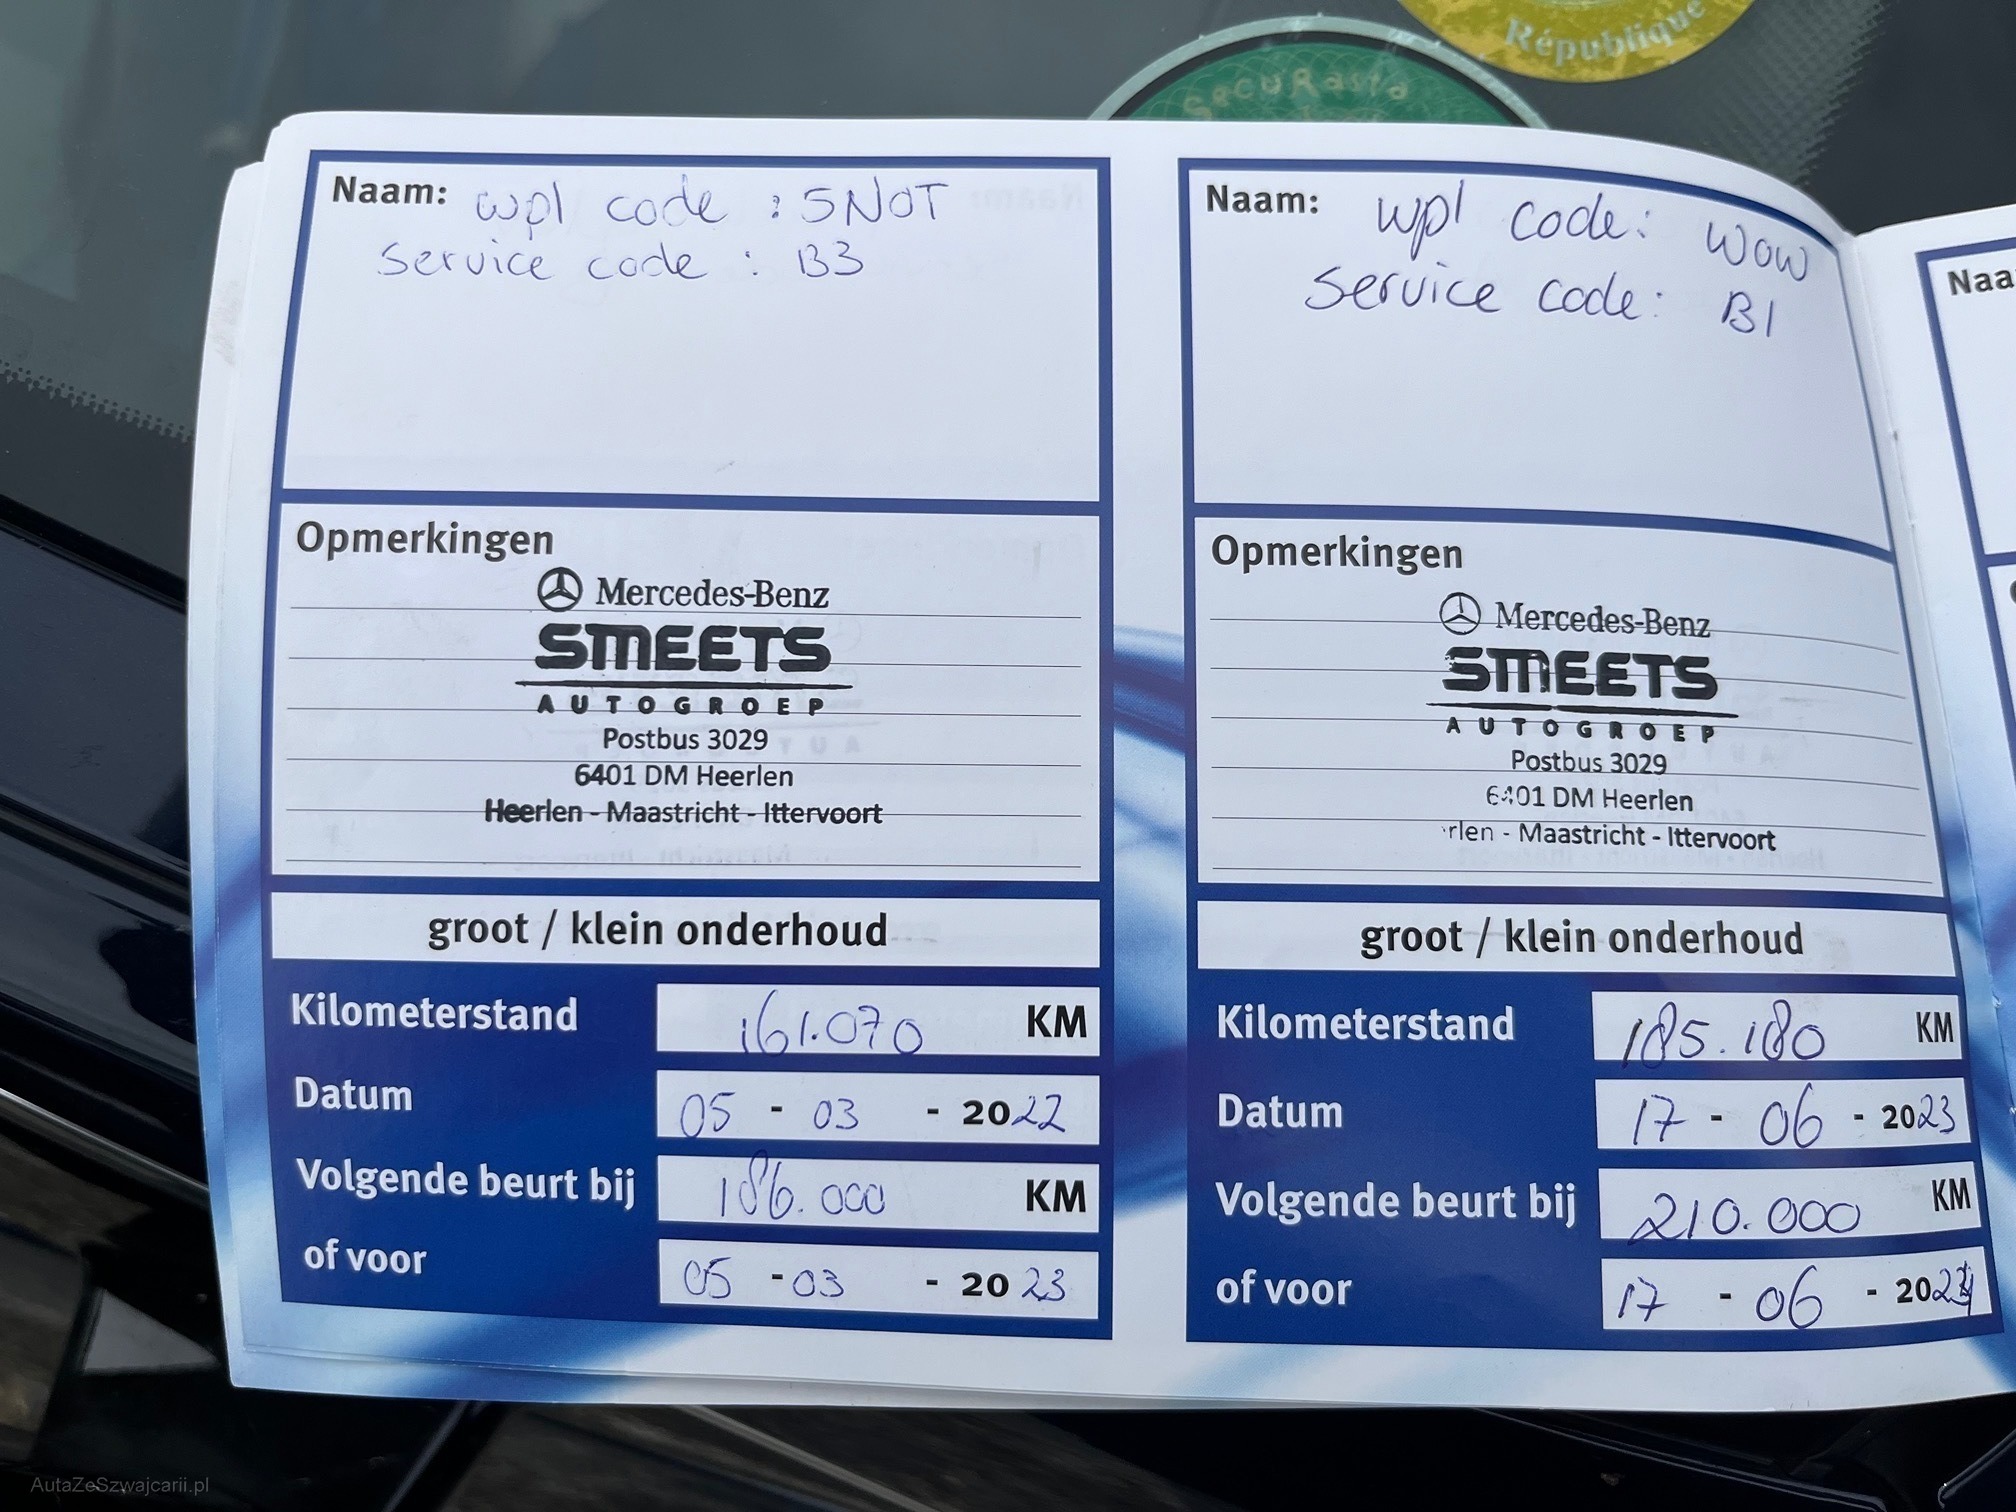 République
SecuRasta
Naam: wpl code : SNOT
service code : B3
Opmerkingen
Mercedes-Benz
SMEETS
AUTOGROEP
Postbus 3029
6401 DM Heerlen
Heerlen - Maastricht - Ittervoort
groot / klein onderhoud
Kilometerstand 161.070 KM
Datum 05 - 03 - 2022
Volgende beurt bij 186.000 KM
of voor 05 - 03 - 2023
Naam: wpl code: WOW
Service code: B1
Opmerkingen
Mercedes-Benz
SMEETS
AUTOGROEP
Postbus 3029
6401 DM Heerlen
rlen - Maastricht - Ittervoort
groot / klein onderhoud
Kilometerstand 185.180 KM
Datum 17 - 06 - 2023
Volgende beurt bij 210.000 KM
of voor 17 - 06 - 2024
Naa
AutaZeSzwajcarii.pl